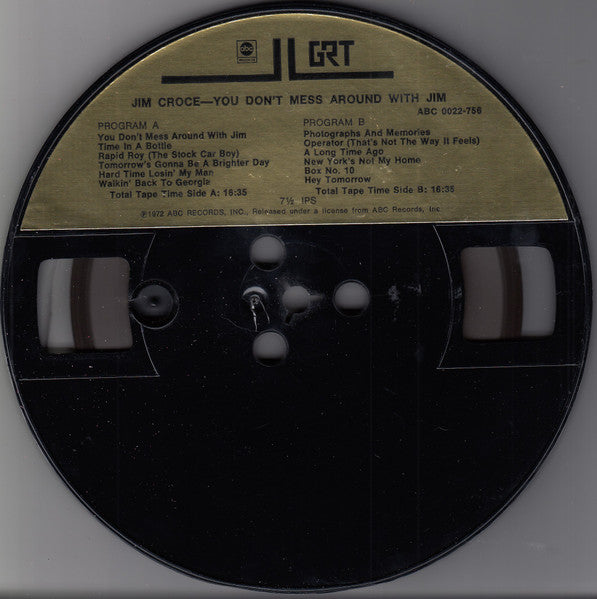 abc
GRT
JIM CROCE—YOU DON'T MESS AROUND WITH JIM
ABC 0022-756
PROGRAM A
You Don't Mess Around With Jim
Time In A Bottle
Rapid Roy (The Stock Car Boy)
Tomorrow's Gonna Be A Brighter Day
Hard Time Losin' My Man
Walkin' Back To Georgia
Total Tape Time Side A: 16:35
PROGRAM B
Photographs And Memories
Operator (That's Not The Way It Feels)
A Long Time Ago
New York's Not My Home
Box No. 10
Hey Tomorrow
Total Tape Time Side B: 16:35
7½ IPS
℗1972 ABC RECORDS, INC., Released under a license from ABC Records, Inc.